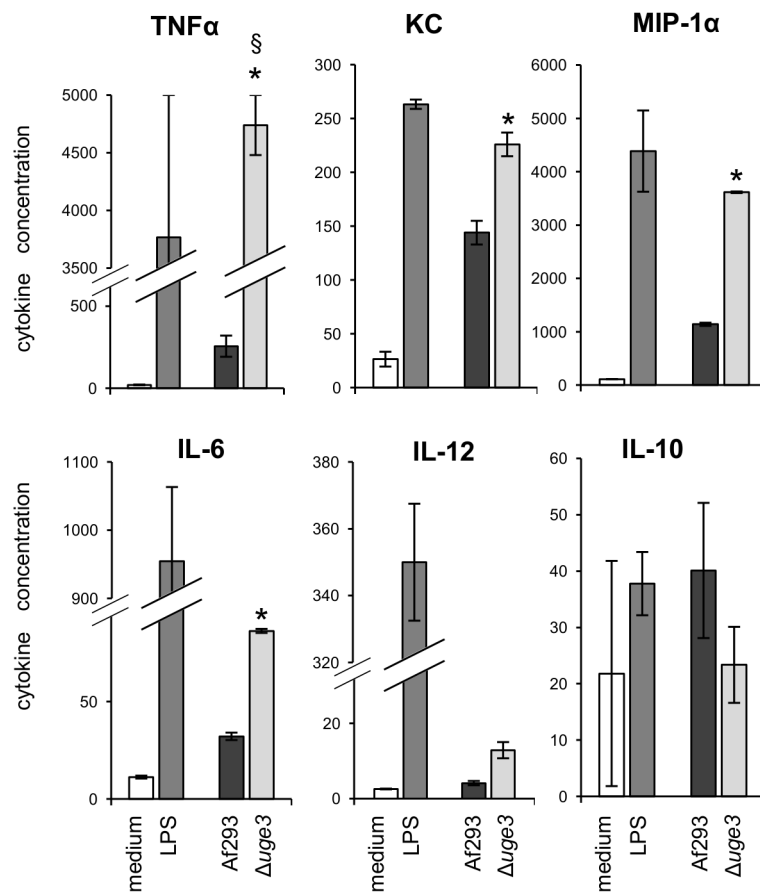 TNFα
KC
MIP-1α
§
*
*
*
5000
4500
3750
3500
500
0
300
250
200
150
100
50
0
6000
5000
4000
3000
2000
1000
0
cytokine concentration
IL-6
IL-12
IL-10
*
1100
1000
900
50
0
380
360
340
320
20
0
60
50
40
30
20
10
0
cytokine concentration
medium
LPS
Af293
Δuge3
medium
LPS
Af293
Δuge3
medium
LPS
Af293
Δuge3